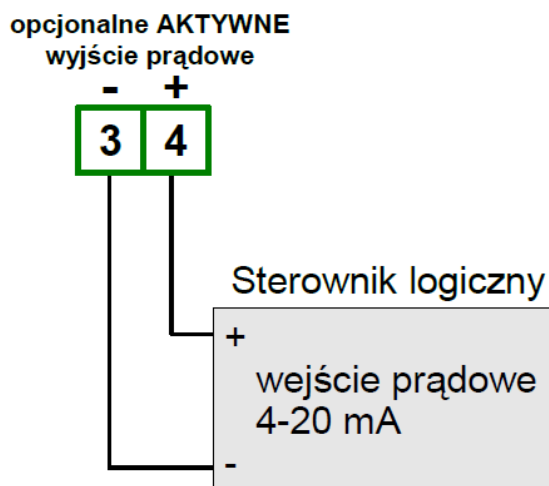 opcjonalne AKTYWNE
wyjście prądowe
- +
3 4
Sterownik logiczny
+
wejście prądowe
4-20 mA
-